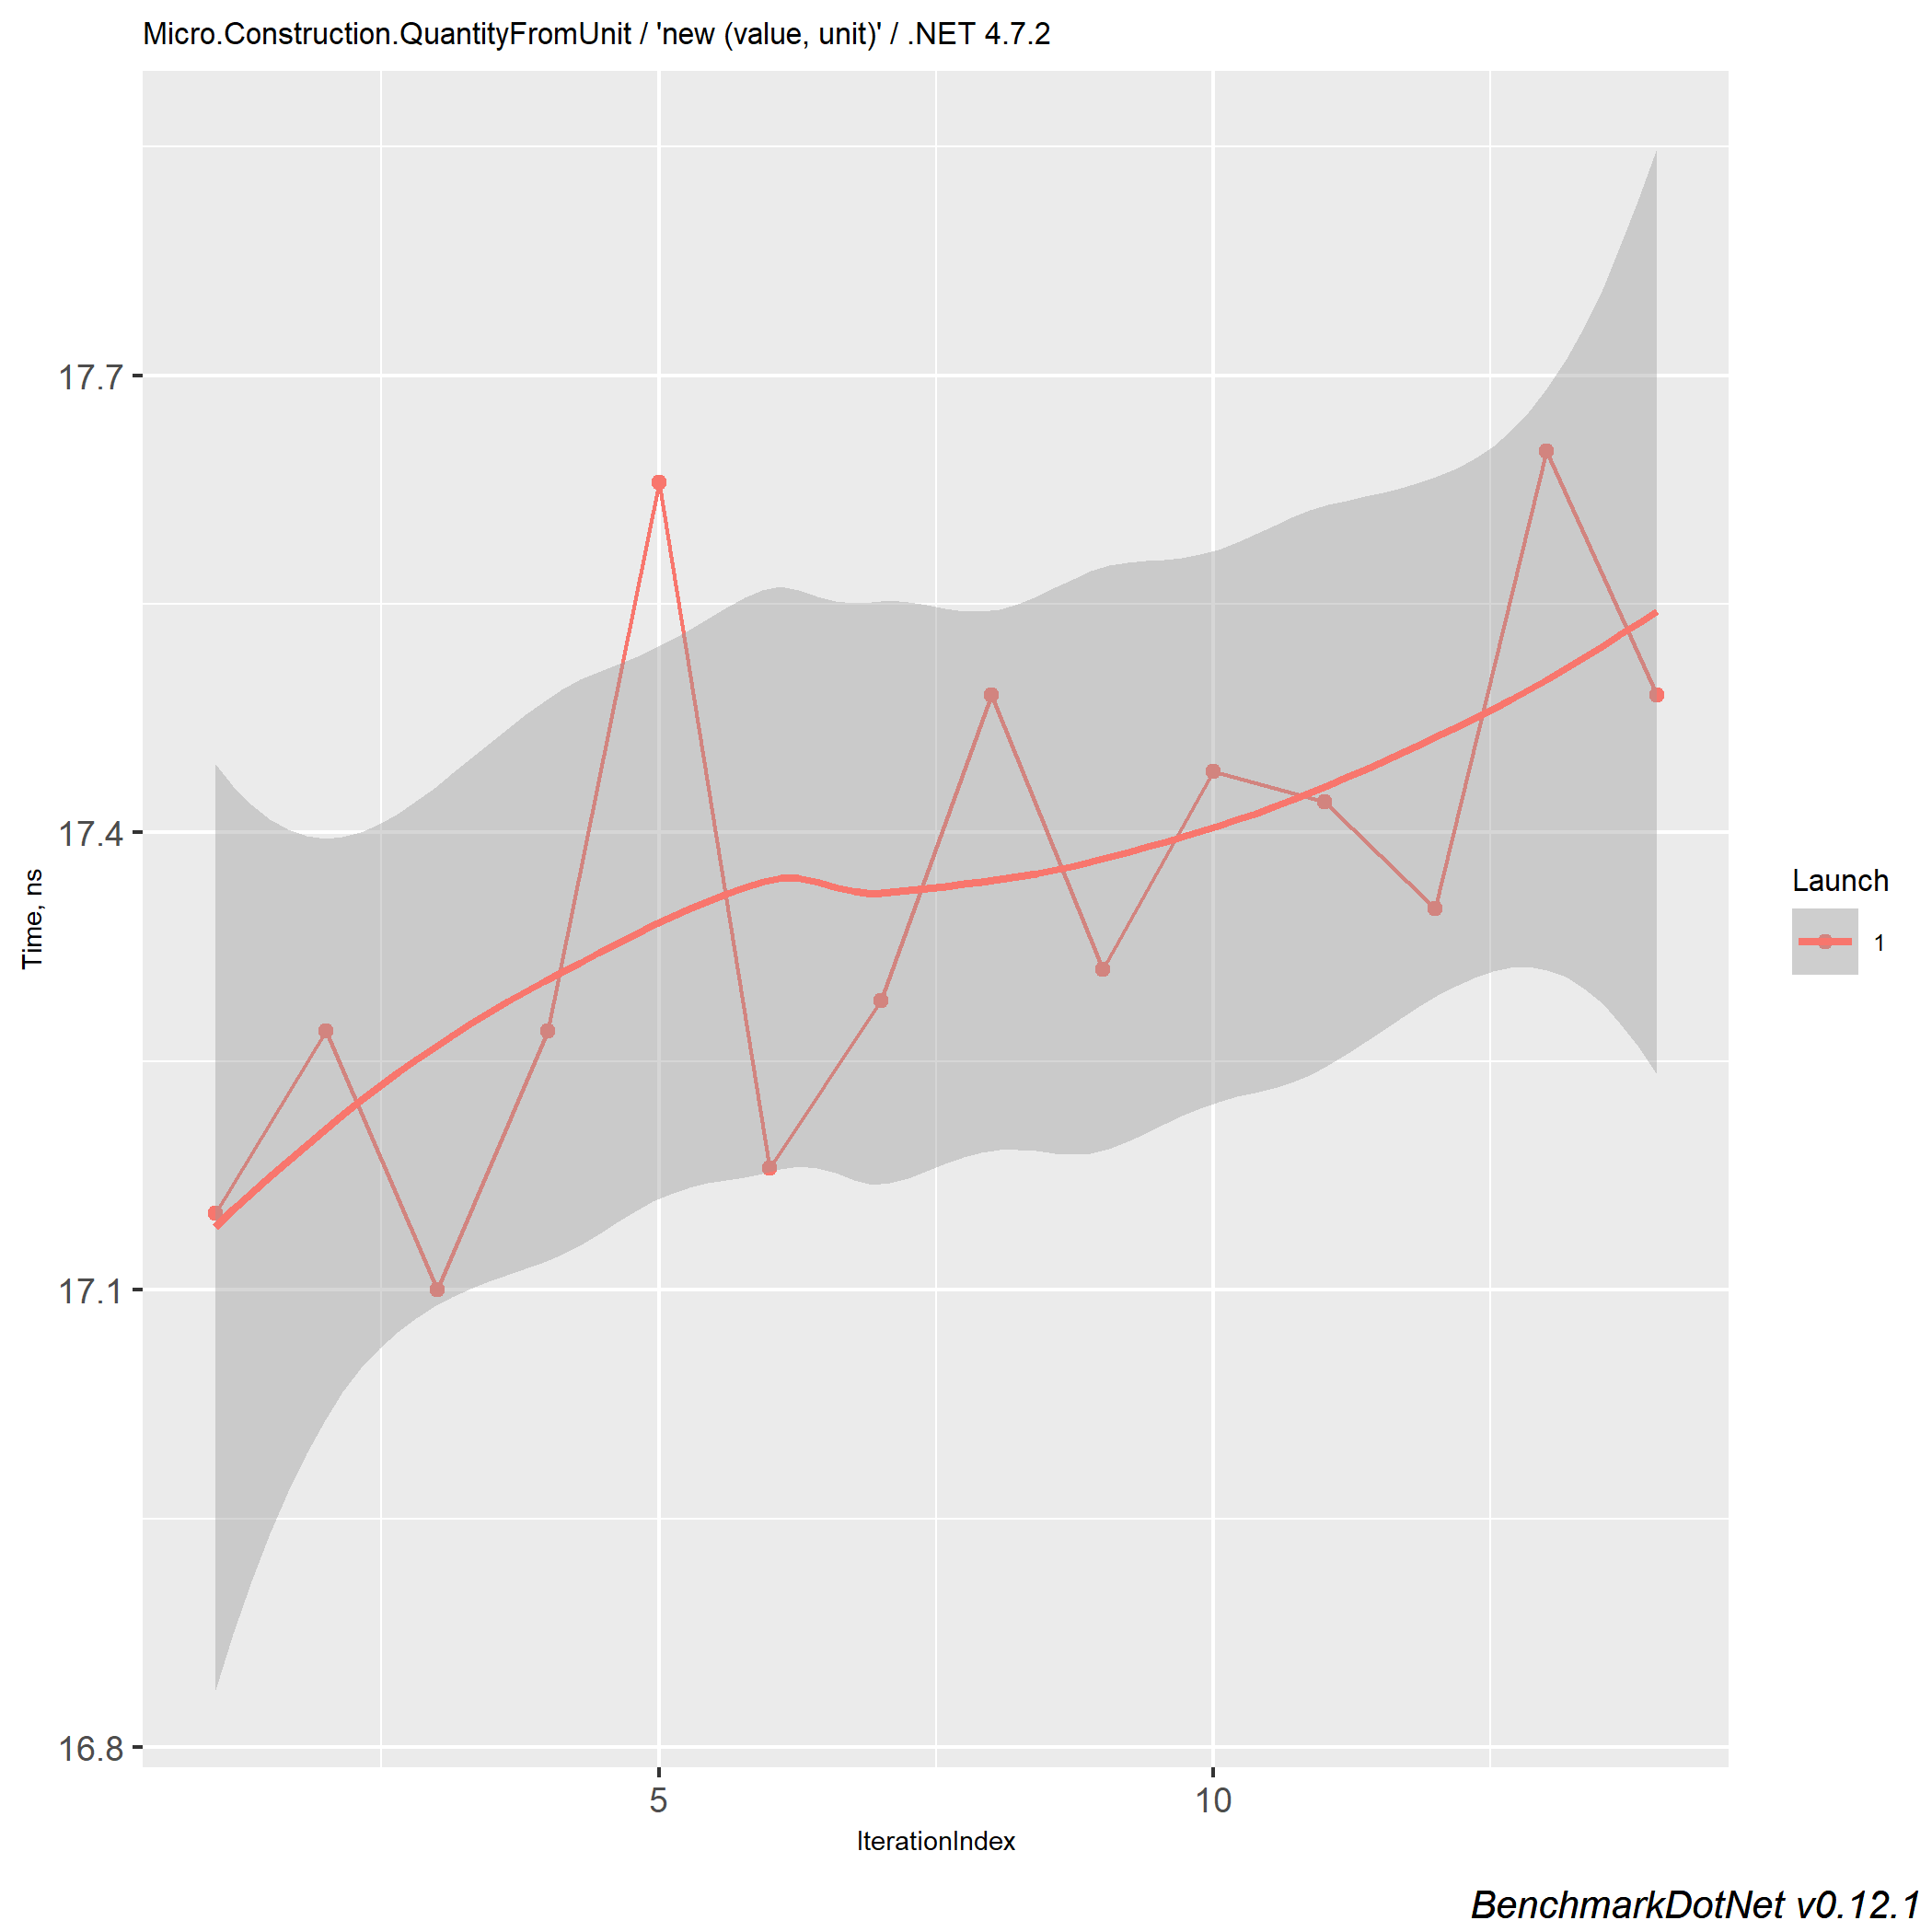 Micro.Construction.QuantityFromUnit / 'new (value, unit)' / .NET 4.7.2
17.7
17.4
17.1
16.8
Time, ns
5
10
IterationIndex
Launch
1
BenchmarkDotNet v0.12.1